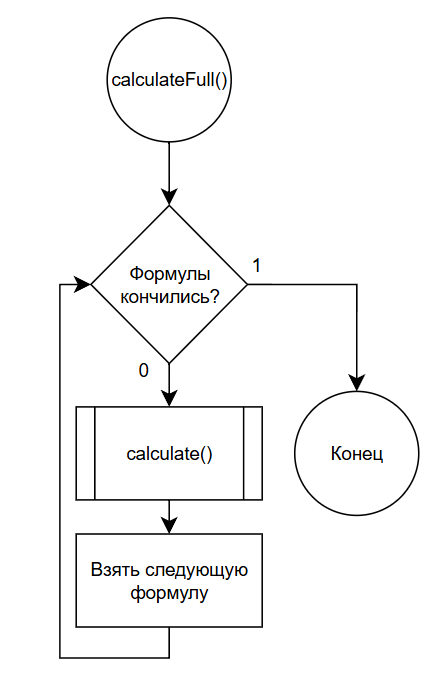 calculateFull()
Формулы
кончились?
1
0
calculate()
Конец
Взять следующую
формулу